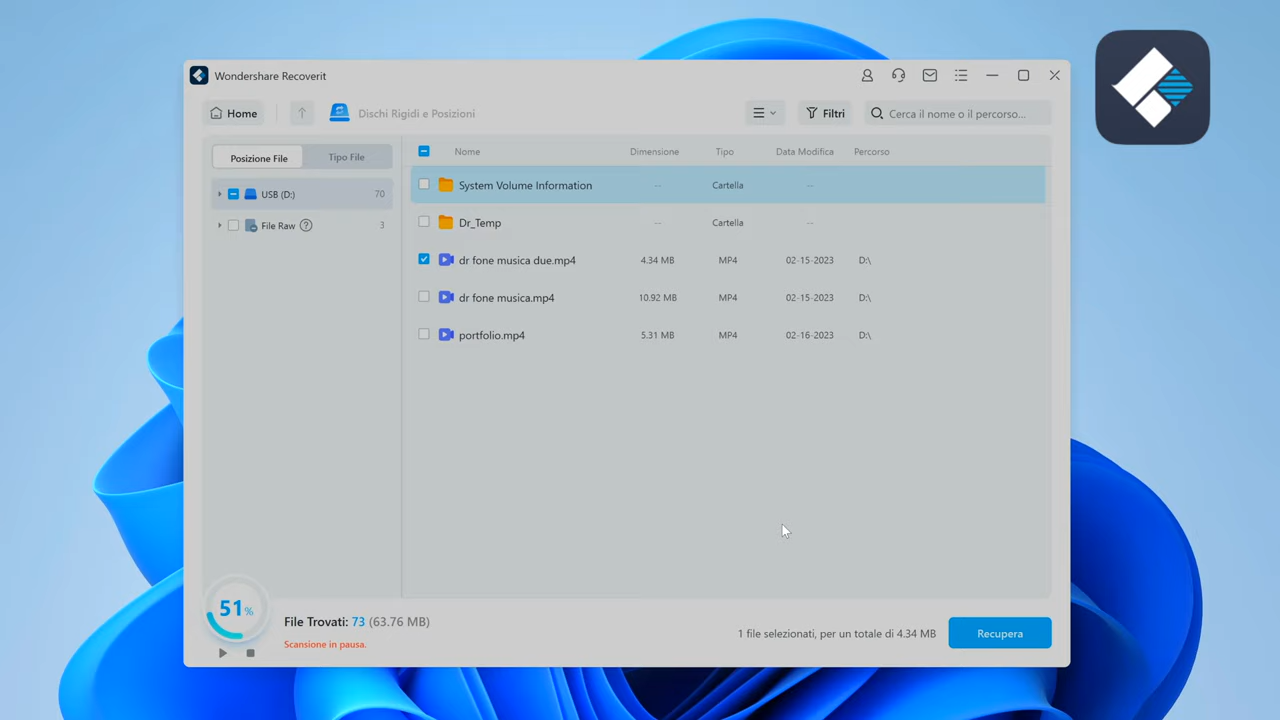 Wondershare Recoverit
Home
Dischi Rigidi e Posizioni
Filtri
Cerca il nome o il percorso...
Posizione File
Tipo File
Nome
Dimensione
Tipo
Data Modifica
Percorso
USB (D:) 70
File Raw ? 3
System Volume Information -- Cartella --
Dr_Temp -- Cartella --
dr fone musica due.mp4 4.34 MB MP4 02-15-2023 D:\
dr fone musica.mp4 10.92 MB MP4 02-15-2023 D:\
portfolio.mp4 5.31 MB MP4 02-16-2023 D:\
51%
File Trovati: 73 (63.76 MB)
Scansione in pausa.
1 file selezionati, per un totale di 4.34 MB
Recupera